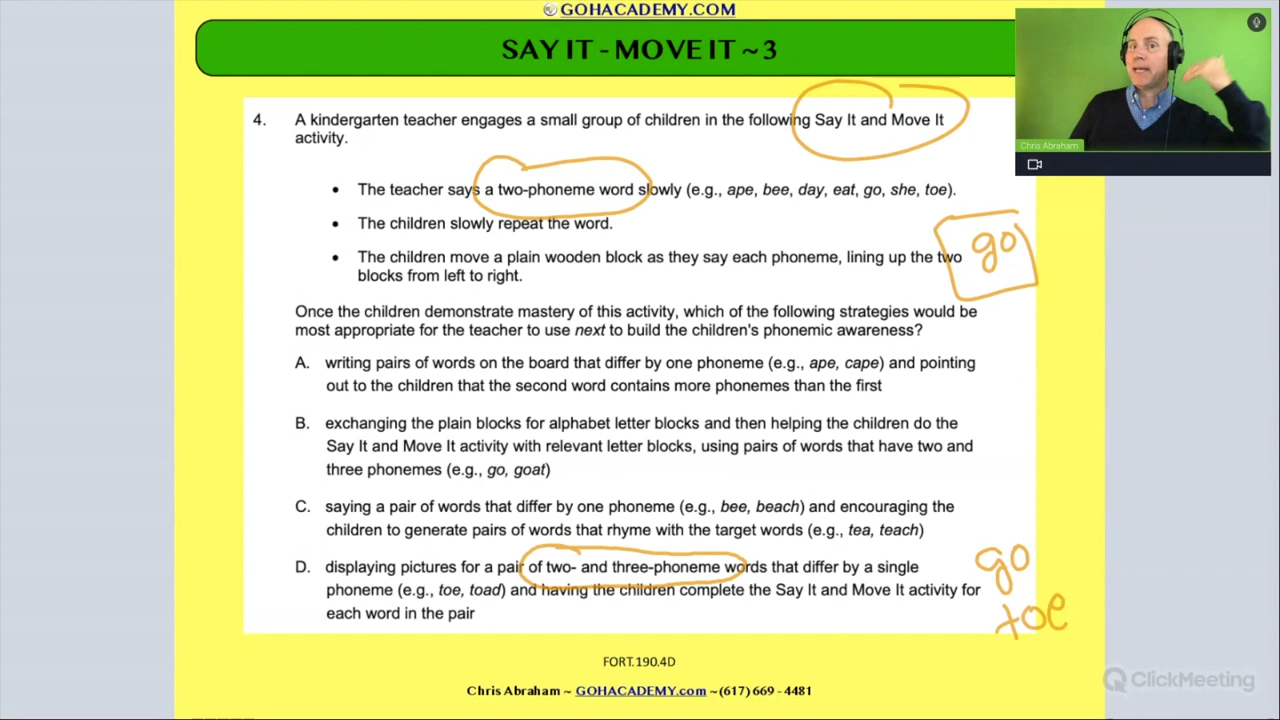 GOHACADEMY.COM
SAY IT - MOVE IT ~ 3
Chris Abraham
4. A kindergarten teacher engages a small group of children in the following Say It and Move It
activity.
• The teacher says a two-phoneme word slowly (e.g., ape, bee, day, eat, go, she, toe).
• The children slowly repeat the word.
• The children move a plain wooden block as they say each phoneme, lining up the two
blocks from left to right.
go
Once the children demonstrate mastery of this activity, which of the following strategies would be
most appropriate for the teacher to use next to build the children's phonemic awareness?
A. writing pairs of words on the board that differ by one phoneme (e.g., ape, cape) and pointing
out to the children that the second word contains more phonemes than the first
B. exchanging the plain blocks for alphabet letter blocks and then helping the children do the
Say It and Move It activity with relevant letter blocks, using pairs of words that have two and
three phonemes (e.g., go, goat)
C. saying a pair of words that differ by one phoneme (e.g., bee, beach) and encouraging the
children to generate pairs of words that rhyme with the target words (e.g., tea, teach)
D. displaying pictures for a pair of two- and three-phoneme words that differ by a single
phoneme (e.g., toe, toad) and having the children complete the Say It and Move It activity for
each word in the pair
go
toe
FORT.190.4D
Chris Abraham ~ GOHACADEMY.com ~(617) 669 - 4481
ClickMeeting